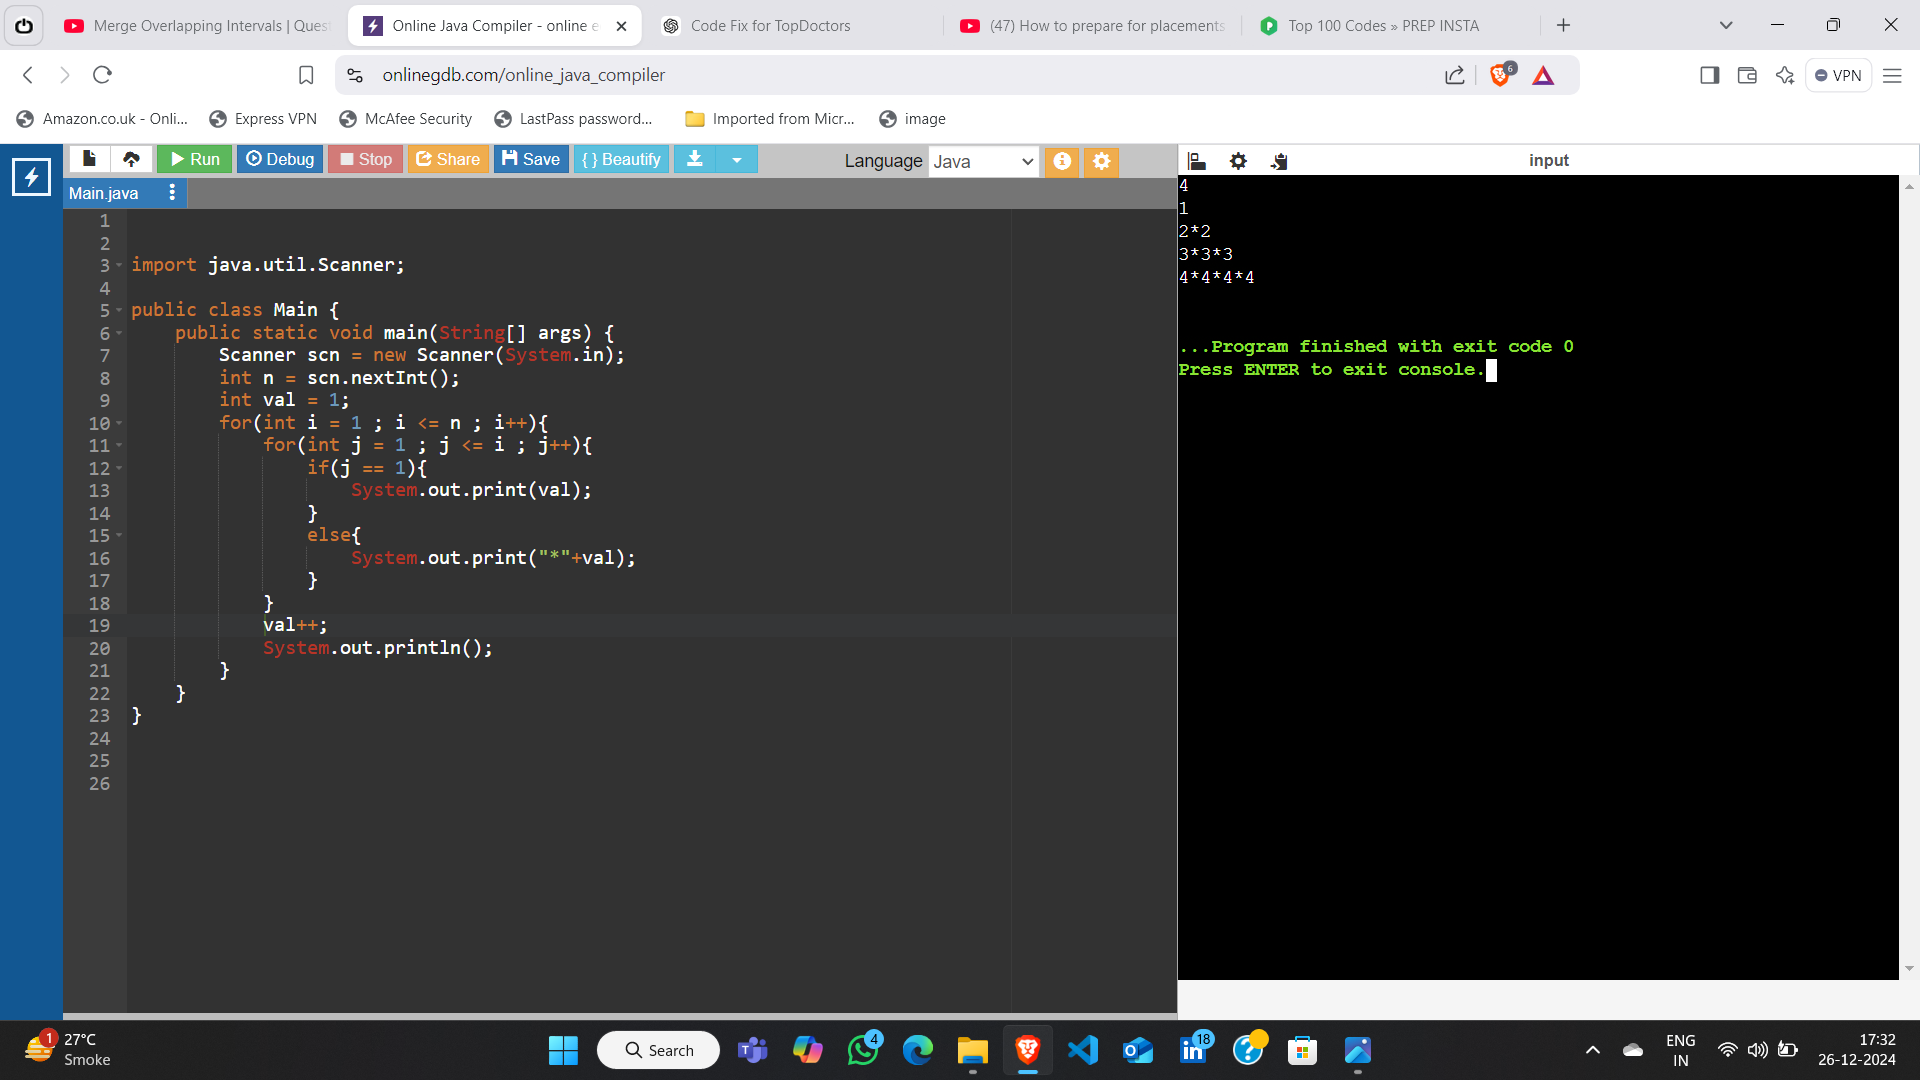 Merge Overlapping Intervals | Ques
Online Java Compiler - online e
Code Fix for TopDoctors
(47) How to prepare for placements
Top 100 Codes » PREP INSTA
onlinegdb.com/online_java_compiler
6
VPN
Amazon.co.uk - Onli...
Express VPN
McAfee Security
LastPass password...
Imported from Micr...
image
Run
Debug
Stop
Share
Save
{ } Beautify
Language
Java
input
Main.java
1
2
3 import java.util.Scanner;
4
5 public class Main {
6 public static void main(String[] args) {
7 Scanner scn = new Scanner(System.in);
8 int n = scn.nextInt();
9 int val = 1;
10 for(int i = 1 ; i <= n ; i++){
11 for(int j = 1 ; j <= i ; j++){
12 if(j == 1){
13 System.out.print(val);
14 }
15 else{
16 System.out.print("*"+val);
17 }
18 }
19 val++;
20 System.out.println();
21 }
22 }
23 }
24
25
26
4
1
2*2
3*3*3
4*4*4*4
...Program finished with exit code 0
Press ENTER to exit console.
1
27°C
Smoke
Search
4
18
ENG
IN
17:32
26-12-2024